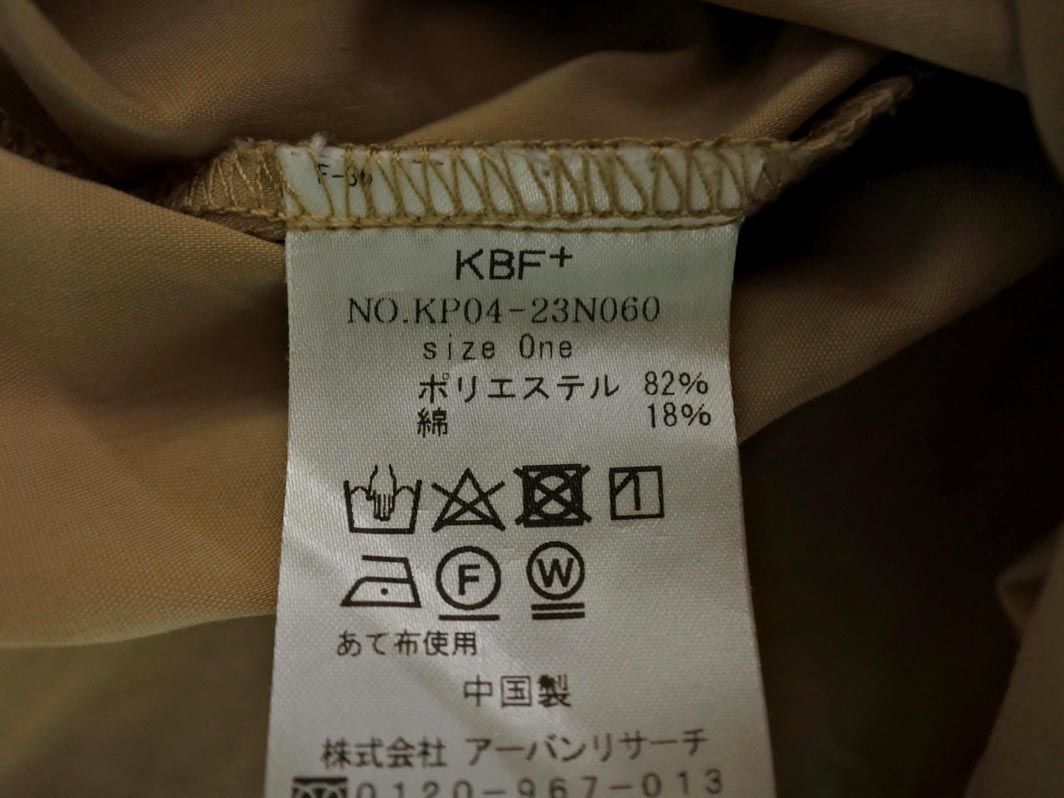 F-30
KBF+
NO.KP04-23N060
size One
ポリエステル 82%
綿 18%
F W
あて布使用
中国製
株式会社 アーバンリサーチ
0120-967-013